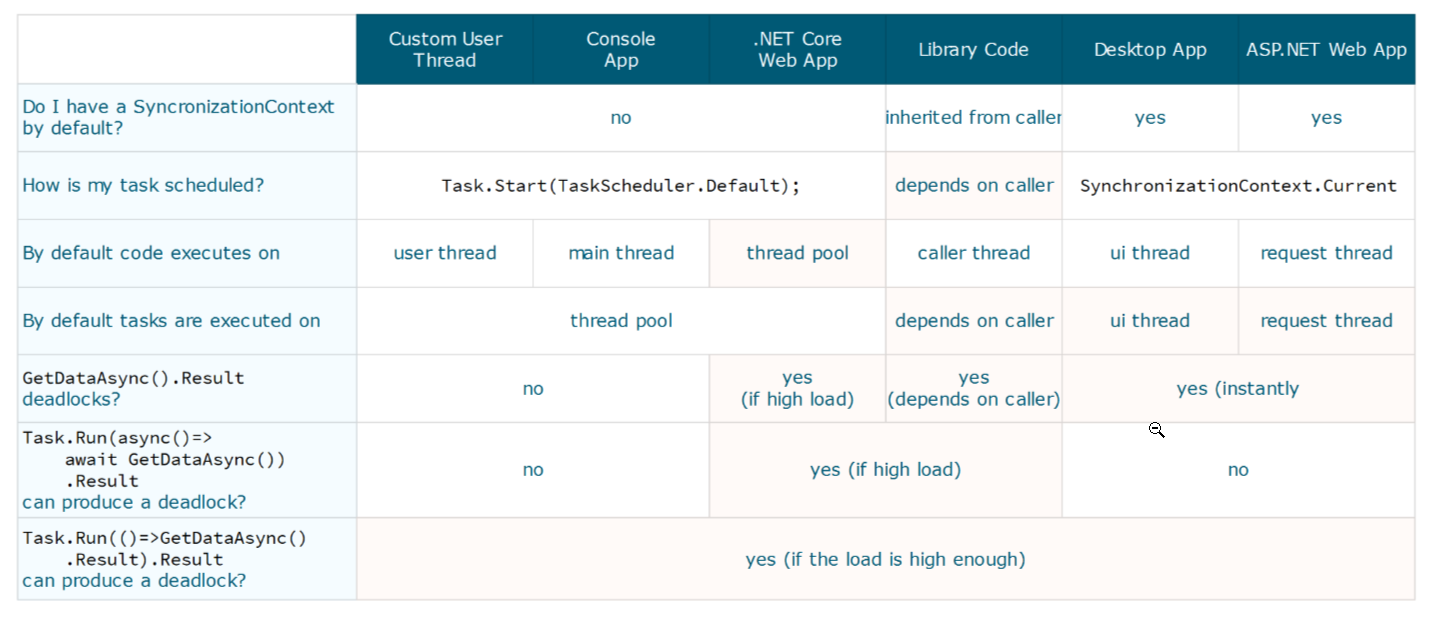 Custom User
Thread
Console
App
.NET Core
Web App
Library Code
Desktop App
ASP.NET Web App
Do I have a SyncronizationContext
by default?
no
inherited from caller
yes
yes
How is my task scheduled?
Task.Start(TaskScheduler.Default);
depends on caller
SynchronizationContext.Current
By default code executes on
user thread
main thread
thread pool
caller thread
ui thread
request thread
By default tasks are executed on
thread pool
depends on caller
ui thread
request thread
GetDataAsync().Result
deadlocks?
no
yes
(if high load)
yes
(depends on caller)
yes (instantly
Task.Run(async()=>
await GetDataAsync())
.Result
can produce a deadlock?
no
yes (if high load)
no
Task.Run(()=>GetDataAsync()
.Result).Result
can produce a deadlock?
yes (if the load is high enough)